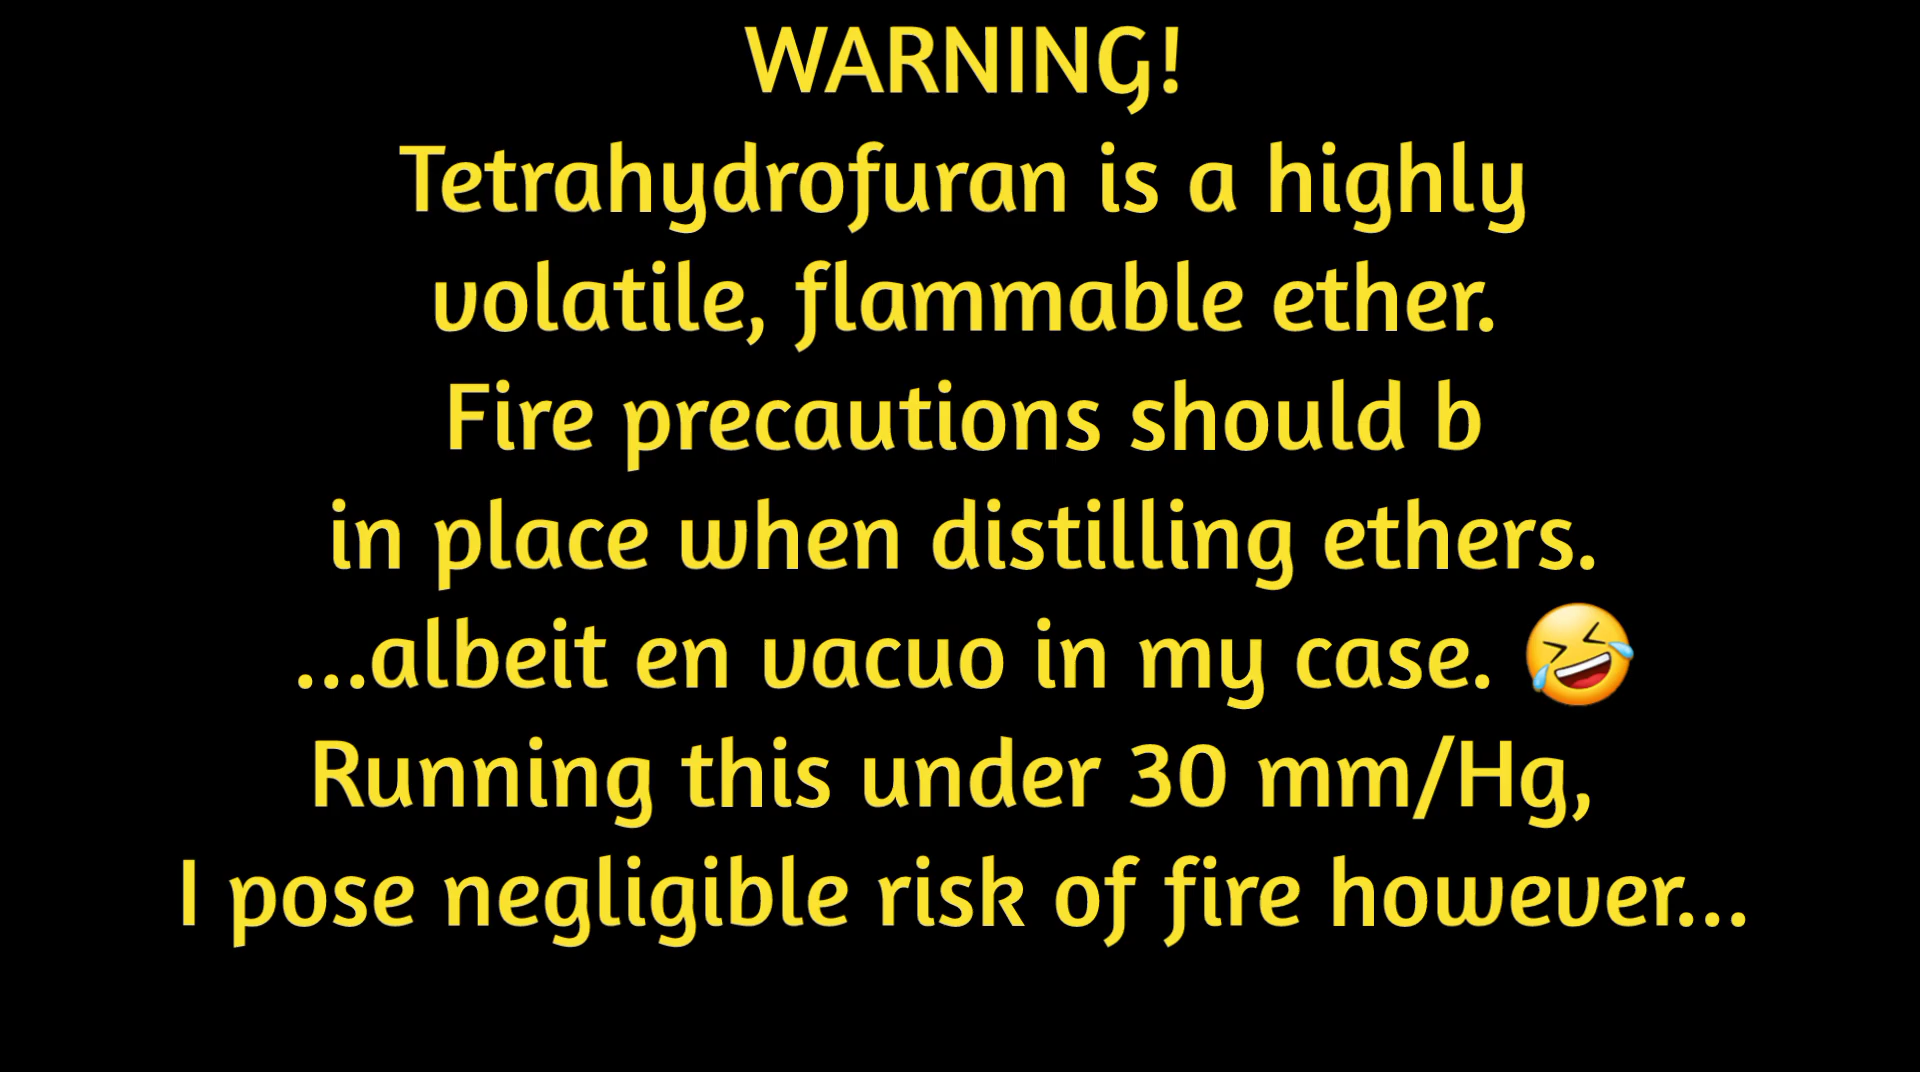 WARNING!
Tetrahydrofuran is a highly
volatile, flammable ether.
Fire precautions should b
in place when distilling ethers.
...albeit en vacuo in my case. 🤣
Running this under 30 mm/Hg,
I pose negligible risk of fire however...